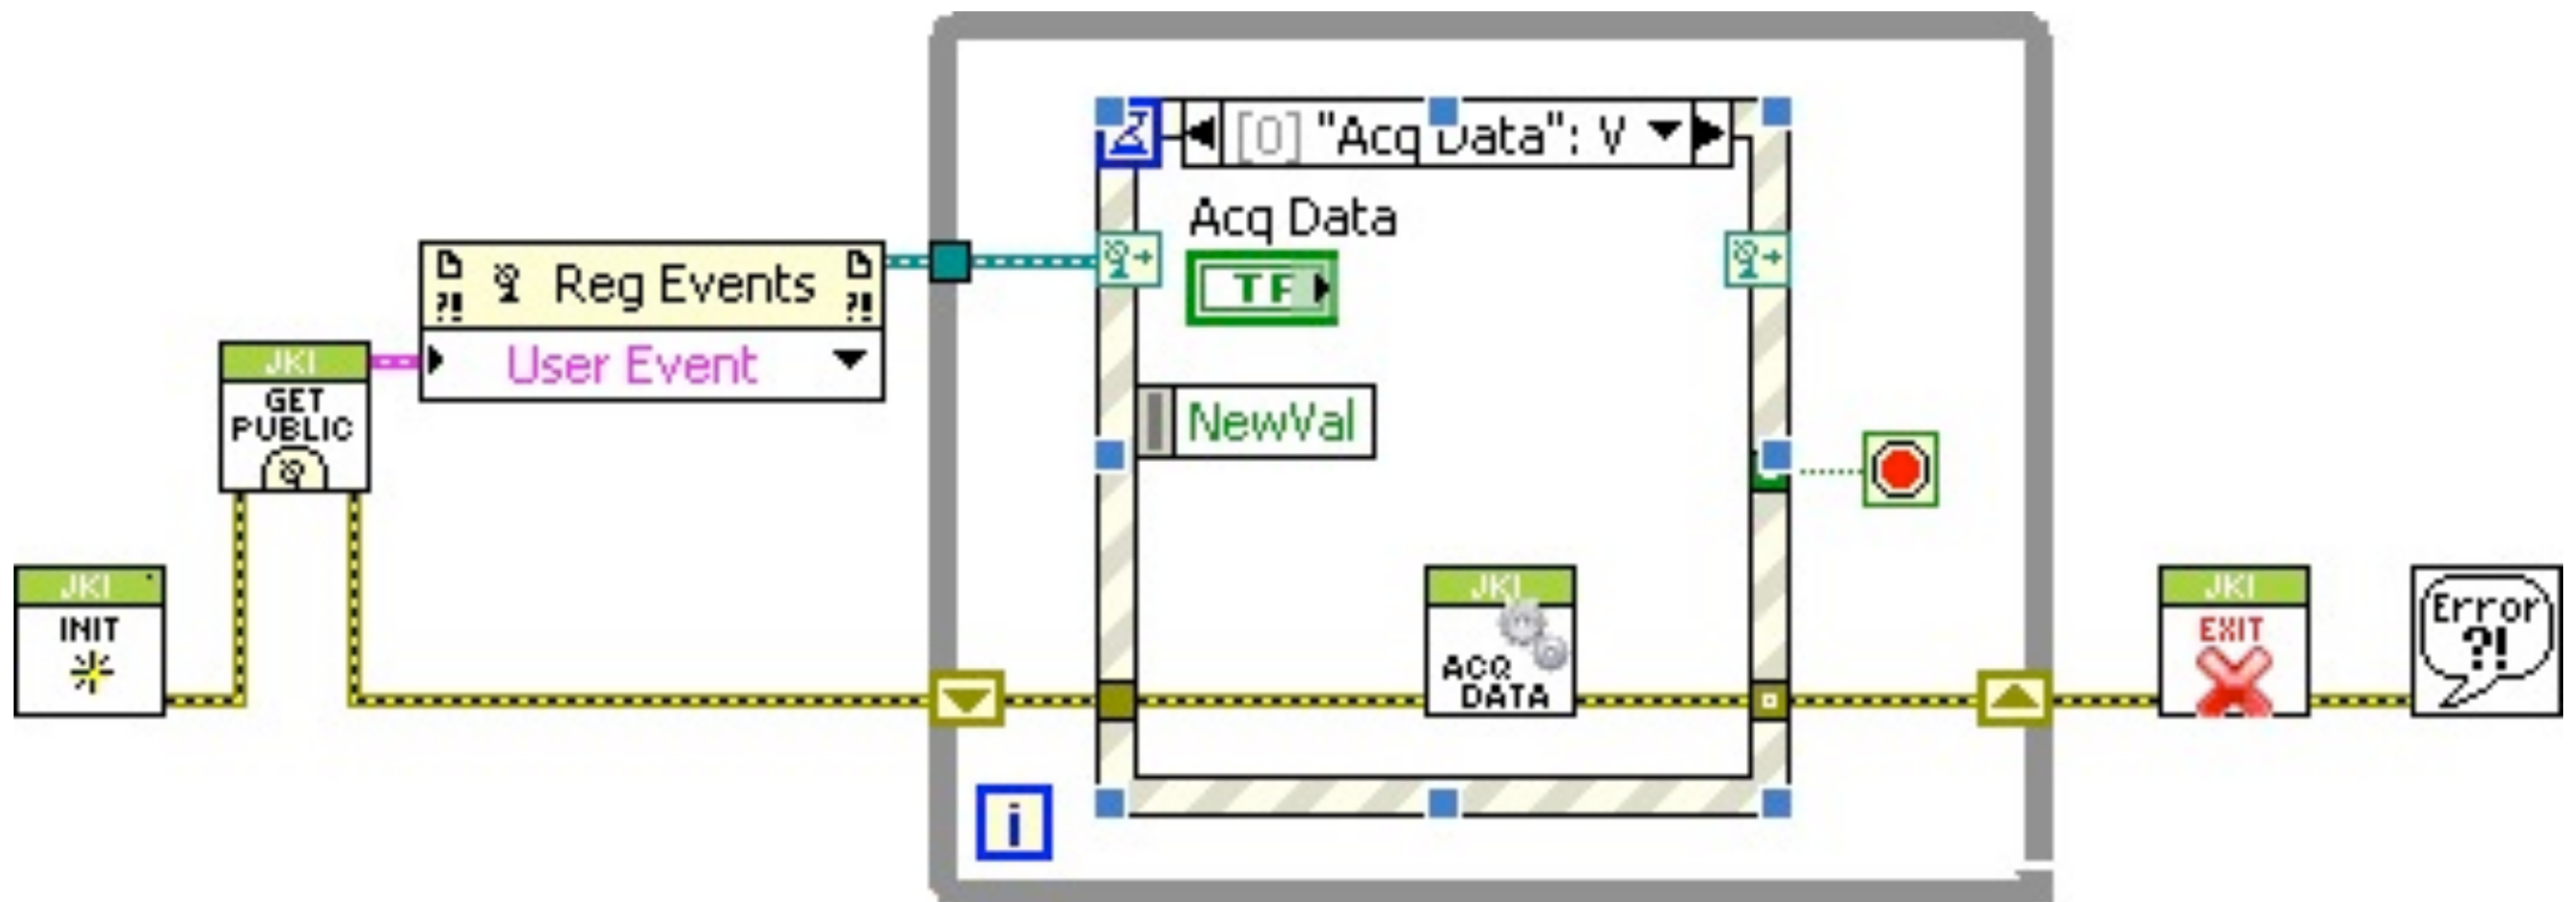 JKI
INIT
JKI
GET
PUBLIC
?! Reg Events ?!
User Event
[0] "Acq Data": V
Acq Data
TF
NewVal
JKI
ACQ
DATA
i
JKI
EXIT
Error
?!